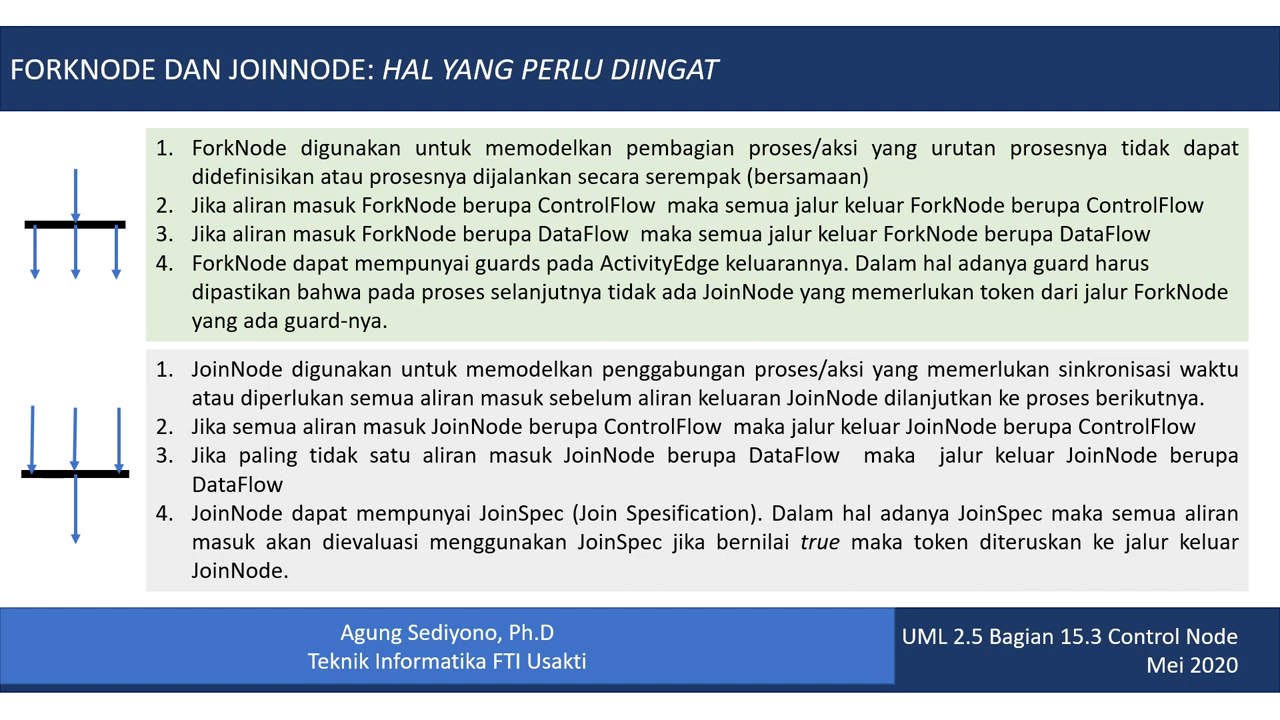 FORKNODE DAN JOINNODE: HAL YANG PERLU DIINGAT
1. ForkNode digunakan untuk memodelkan pembagian proses/aksi yang urutan prosesnya tidak dapat
didefinisikan atau prosesnya dijalankan secara serempak (bersamaan)
2. Jika aliran masuk ForkNode berupa ControlFlow maka semua jalur keluar ForkNode berupa ControlFlow
3. Jika aliran masuk ForkNode berupa DataFlow maka semua jalur keluar ForkNode berupa DataFlow
4. ForkNode dapat mempunyai guards pada ActivityEdge keluarannya. Dalam hal adanya guard harus
dipastikan bahwa pada proses selanjutnya tidak ada JoinNode yang memerlukan token dari jalur ForkNode
yang ada guard-nya.
1. JoinNode digunakan untuk memodelkan penggabungan proses/aksi yang memerlukan sinkronisasi waktu
atau diperlukan semua aliran masuk sebelum aliran keluaran JoinNode dilanjutkan ke proses berikutnya.
2. Jika semua aliran masuk JoinNode berupa ControlFlow maka jalur keluar JoinNode berupa ControlFlow
3. Jika paling tidak satu aliran masuk JoinNode berupa DataFlow maka jalur keluar JoinNode berupa
DataFlow
4. JoinNode dapat mempunyai JoinSpec (Join Spesification). Dalam hal adanya JoinSpec maka semua aliran
masuk akan dievaluasi menggunakan JoinSpec jika bernilai true maka token diteruskan ke jalur keluar
JoinNode.
Agung Sediyono, Ph.D
Teknik Informatika FTI Usakti
UML 2.5 Bagian 15.3 Control Node
Mei 2020